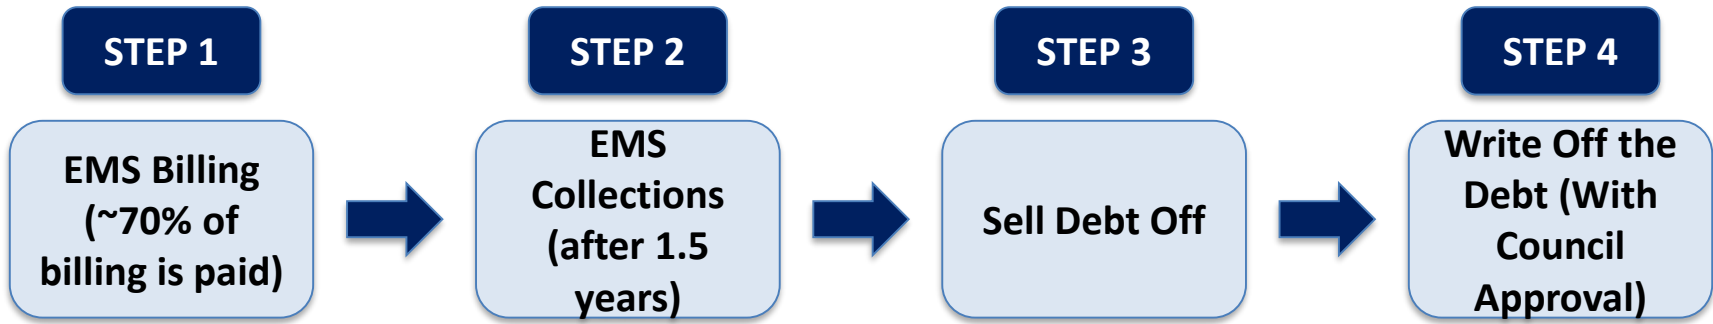 STEP 1
EMS Billing
(~70% of
billing is paid)
STEP 2
EMS
Collections
(after 1.5
years)
STEP 3
Sell Debt Off
STEP 4
Write Off the
Debt (With
Council
Approval)